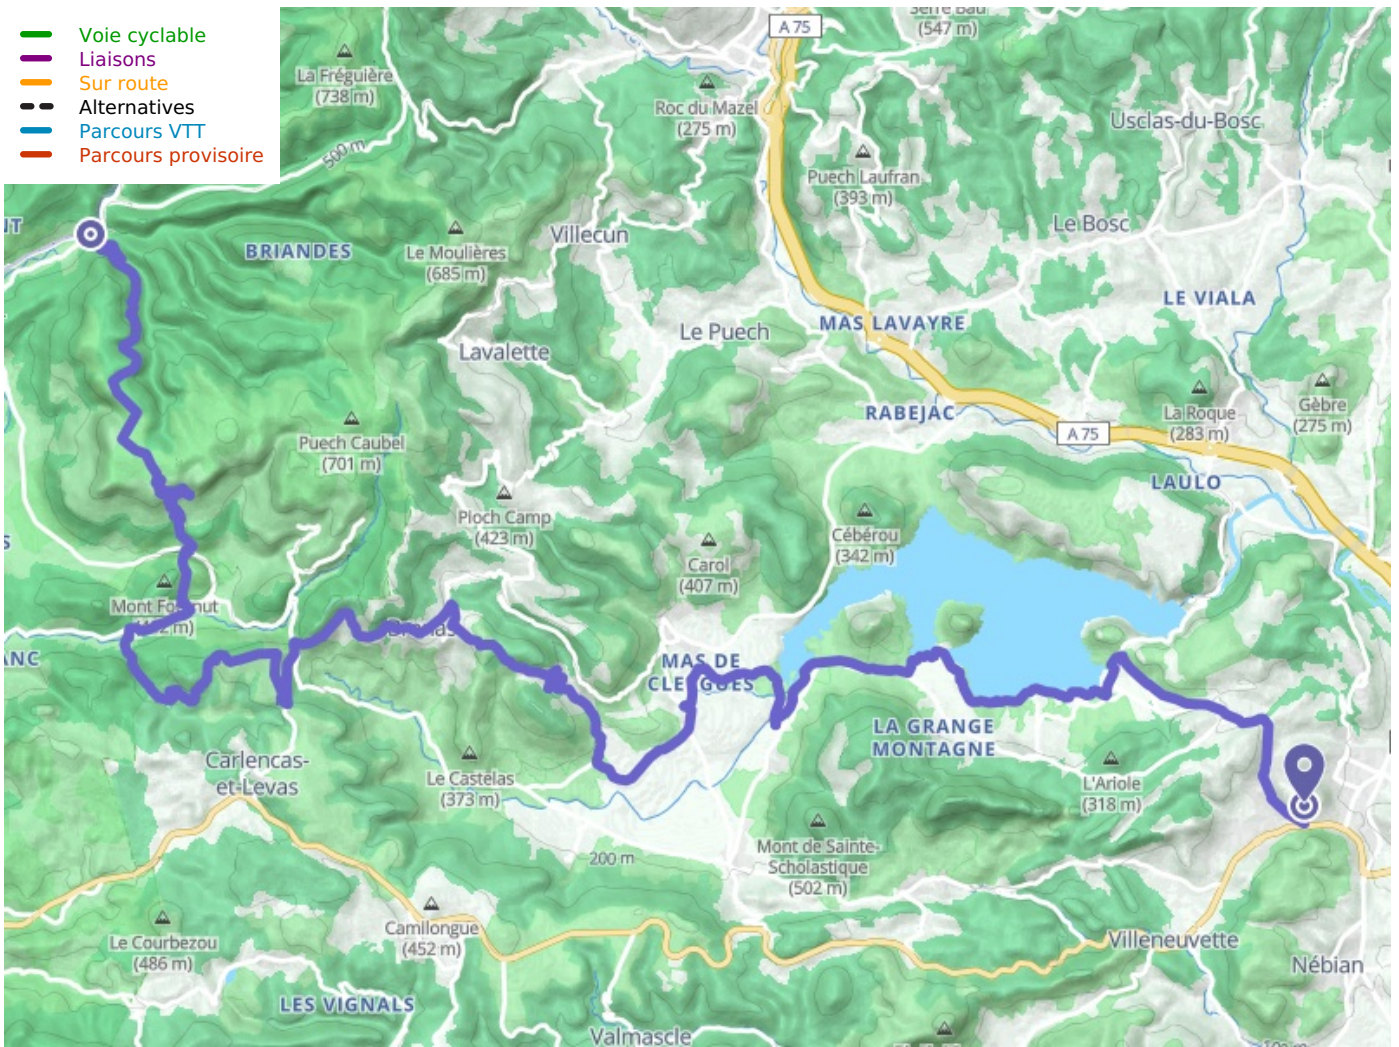 Voie cyclable
Liaisons
Sur route
Alternatives
Parcours VTT
Parcours provisoire
A 75
(547 m)
La Fréguière
(738 m)
Roc du Mazel
(275 m)
Usclas-du-Bosc
500 m
Puech Laufran
(393 m)
Le Bosc
BRIANDES
Le Moulières
(685 m)
Villecun
LE VIALA
MAS LAVAYRE
Le Puech
Lavalette
RABEJAC
La Roque
(283 m)
Gèbre
(275 m)
Puech Caubel
(701 m)
A 75
LAULO
Ploch Camp
(423 m)
Cébérou
(342 m)
Carol
(407 m)
Mont
ANC
MAS DE
LA GRANGE
MONTAGNE
Carlencas-
et-Levas
Le Castelas
(373 m)
L'Ariole
(318 m)
200 m
Mont de Sainte-
Scholastique
(502 m)
Camilongue
(452 m)
Le Courbezou
(486 m)
Villeneuvette
Nébian
LES VIGNALS
Valmascle